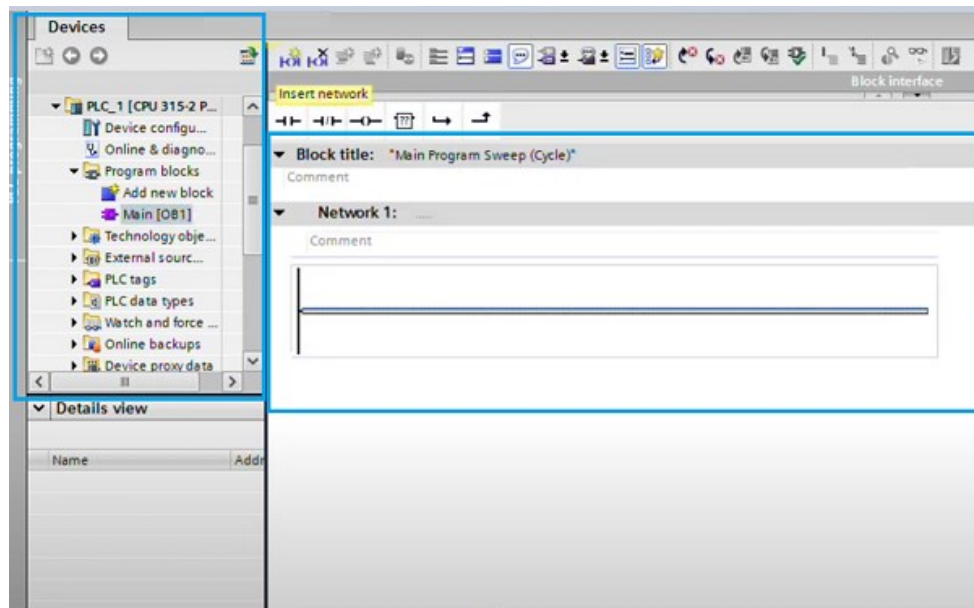 Devices
Block interface
Insert network
PLC_1 [CPU 315-2 P...
Device configu...
Online & diagno...
Program blocks
Add new block
Main [OB1]
Technology obje...
External sourc...
PLC tags
PLC data types
Watch and force ...
Online backups
Device proxy data
??
Block title: "Main Program Sweep (Cycle)"
Comment
Network 1: .....
Comment
Details view
Name Addr